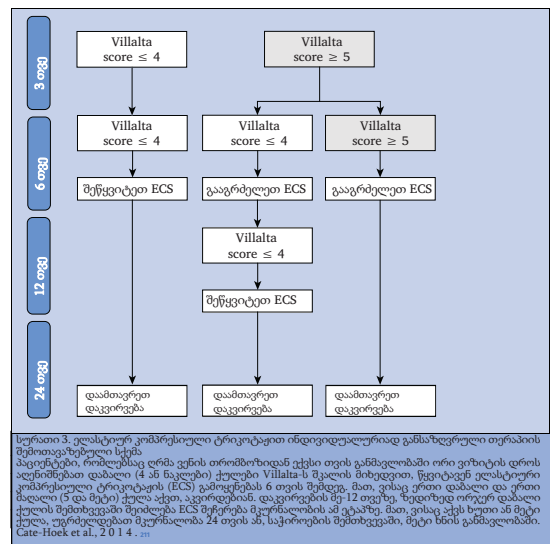 3 თვე
Villalta
score ≤ 4
Villalta
score ≥ 5
6 თვე
Villalta
score ≤ 4
Villalta
score ≤ 4
Villalta
score ≥ 5
შეწყვიტეთ ECS
გააგრძელეთ ECS
გააგრძელეთ ECS
12 თვე
Villalta
score ≤ 4
შეწყვიტეთ ECS
24 თვე
დაამთავრეთ
დაკვირვება
დაამთავრეთ
დაკვირვება
დაამთავრეთ
დაკვირვება
სურათი 3. ელასტიურ კომპრესიული ტრიკოტაჟით ინდივიდუალურიად განსაზღვრული თერაპიის
შემოთავაზებული სქემა
პაციენტები, რომლებსაც ღრმა ვენის თრომბოზიდან ექვსი თვის განმავლობაში ორი ვიზიტის დროს
აღენიშნებათ დაბალი (4 ან ნაკლები) ქულები Villalta-ს შკალის მიხედვით, წყვიტავენ ელასტიური
კომპრესიული ტრიკოტაჟის (ECS) გამოყენებას 6 თვის შემდეგ. მათ, ვისაც ერთი დაბალი და ერთი
მაღალი (5 და მეტი) ქულა აქვთ, აკვირდებიან. დაკვირვების მე-12 თვეზე, ზედიზედ ორჯერ დაბალი
ქულის შემთხვევაში შეიძლება ECS შეჩერება მკურნალობის ამ ეტაპზე. მათ, ვისაც აქვს ხუთი ან მეტი
ქულა, უგრძელდებათ მკურნალობა 24 თვის ან, საჭიროების შემთხვევაში, მეტი ხნის განმავლობაში.
Cate-Hoek et al., 2 0 1 4 . 211